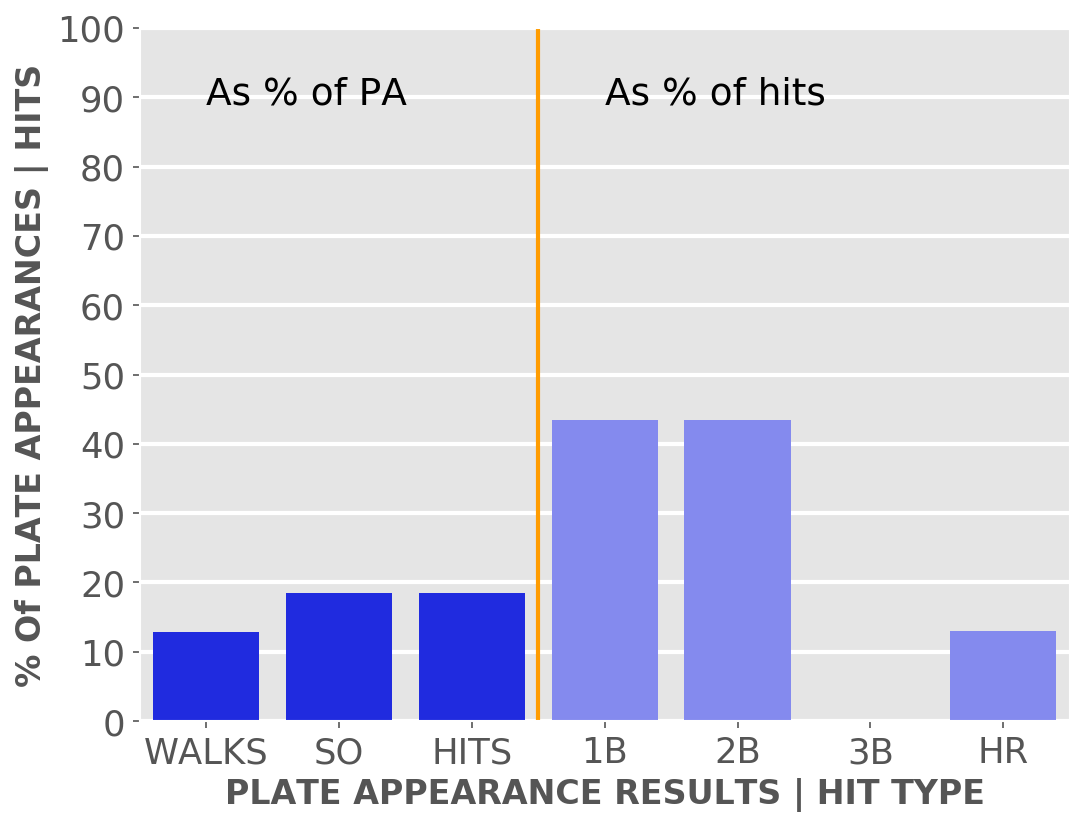 % Of PLATE APPEARANCES | HITS
100
90
80
70
60
50
40
30
20
10
0
As % of PA
As % of hits
WALKS SO HITS 1B 2B 3B HR
PLATE APPEARANCE RESULTS | HIT TYPE